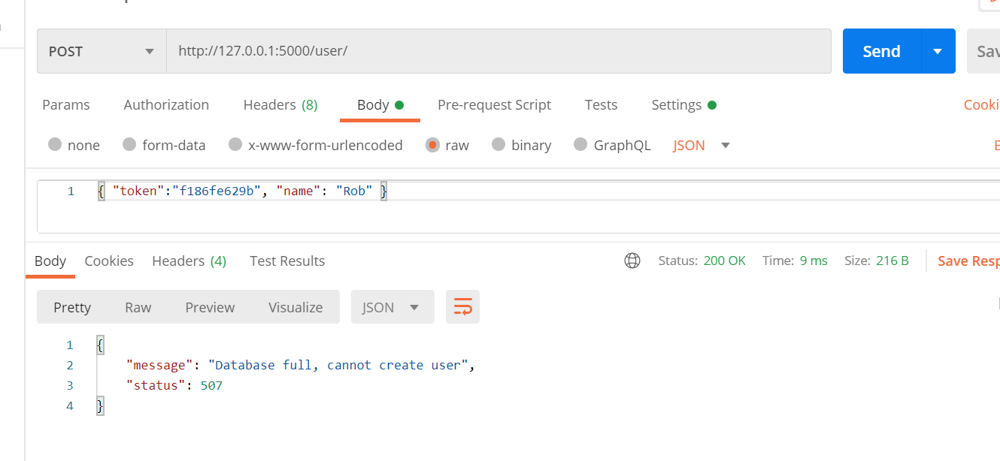 POST http://127.0.0.1:5000/user/ Send
Params Authorization Headers (8) Body Pre-request Script Tests Settings
none form-data x-www-form-urlencoded raw binary GraphQL JSON
1 { "token":"f186fe629b", "name": "Rob" }
Body Cookies Headers (4) Test Results Status: 200 OK Time: 9 ms Size: 216 B Save
Pretty Raw Preview Visualize JSON
1 {
2 "message": "Database full, cannot create user",
3 "status": 507
4 }